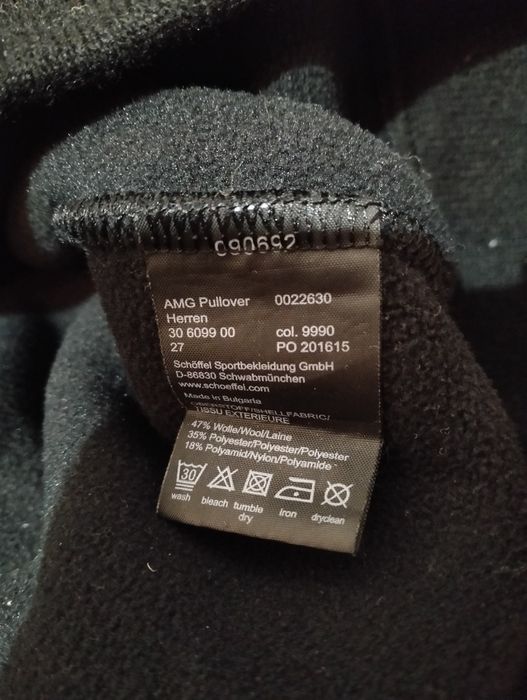 090692
AMG Pullover 0022630
Herren
30 6099 00 col. 9990
27 PO 201615
Schöffel Sportbekleidung GmbH
D-86830 Schwabmünchen
www.schoeffel.com
Made in Bulgaria
OBERSTOFF/SHELLFABRIC/
TISSU EXTERIEURE
47% Wolle/Wool/Laine
35% Polyester/Polyester/Polyester
18% Polyamid/Nylon/Polyamide
30
wash bleach tumble dry Iron dryclean